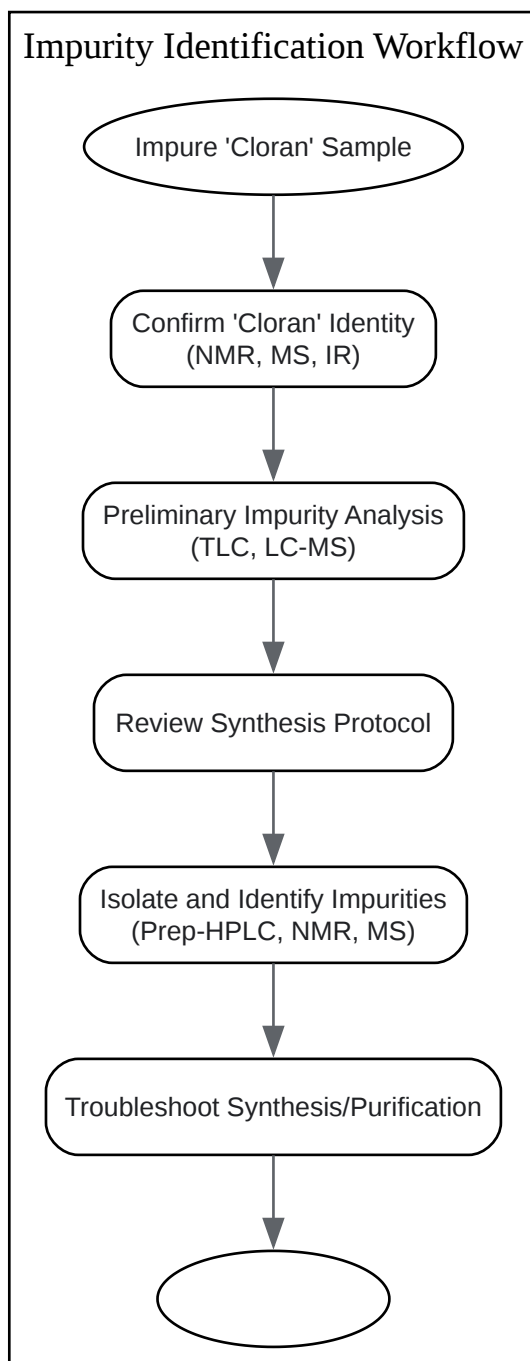 Impurity Identification Workflow
Impure 'Cloran' Sample
Confirm 'Cloran' Identity
(NMR, MS, IR)
Preliminary Impurity Analysis
(TLC, LC-MS)
Review Synthesis Protocol
Isolate and Identify Impurities
(Prep-HPLC, NMR, MS)
Troubleshoot Synthesis/Purification